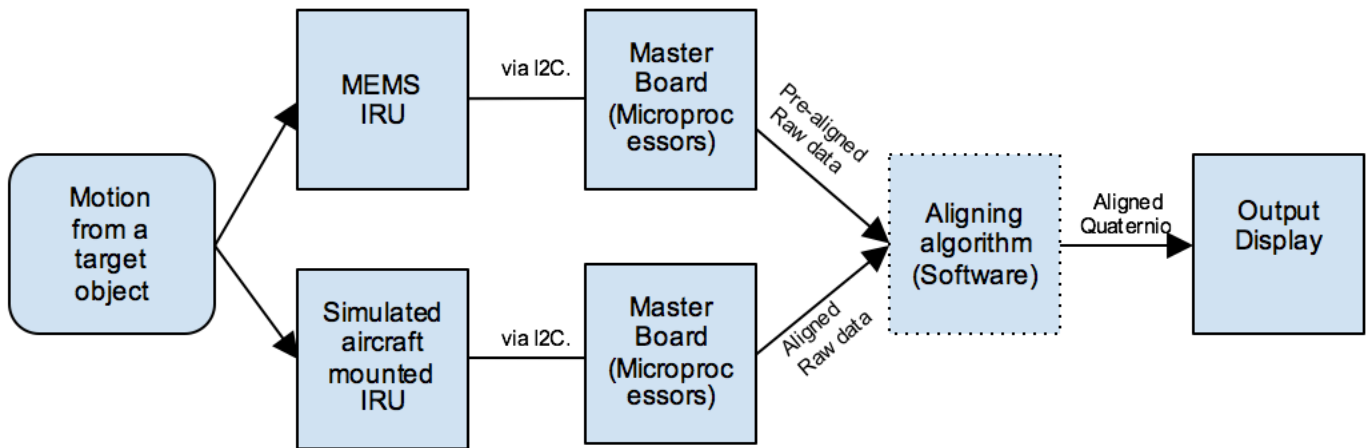 Motion
from a
target
object
MEMS
IRU
via I2C.
Master
Board
(Microproc
essors)
Pre-aligned
Raw data
Simulated
aircraft
mounted
IRU
via I2C.
Master
Board
(Microproc
essors)
Aligned
Raw data
Aligning
algorithm
(Software)
Aligned
Quaternio
Output
Display